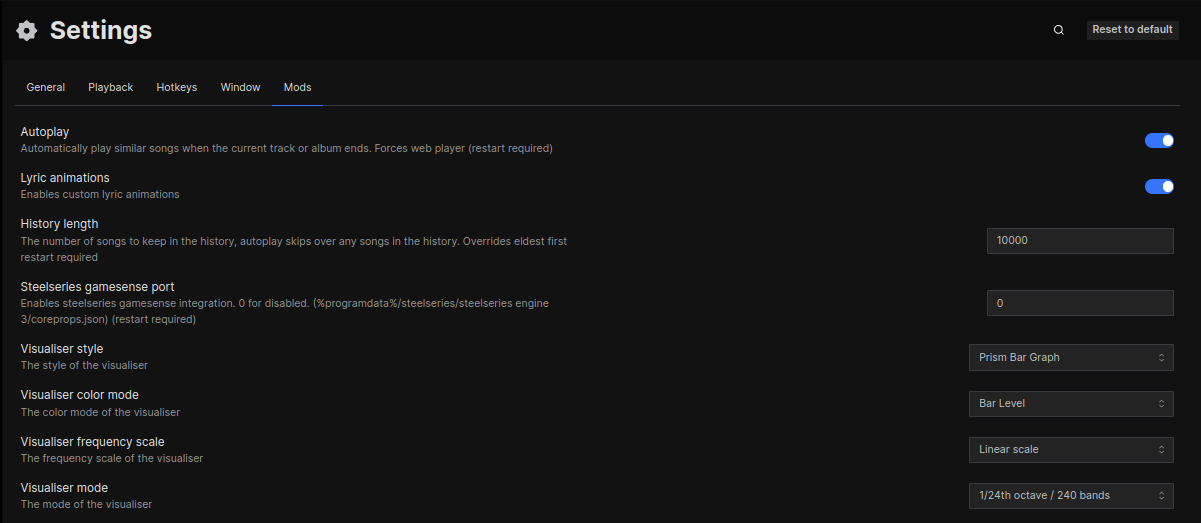 Settings
Reset to default
General Playback Hotkeys Window Mods
Autoplay
Automatically play similar songs when the current track or album ends. Forces web player (restart required)
Lyric animations
Enables custom lyric animations
History length
The number of songs to keep in the history, autoplay skips over any songs in the history. Overrides eldest first
restart required
10000
Steelseries gamesense port
Enables steelseries gamesense integration. 0 for disabled. (%programdata%/steelseries/steelseries engine
3/coreprops.json) (restart required)
0
Visualiser style
The style of the visualiser
Prism Bar Graph
Visualiser color mode
The color mode of the visualiser
Bar Level
Visualiser frequency scale
The frequency scale of the visualiser
Linear scale
Visualiser mode
The mode of the visualiser
1/24th octave / 240 bands